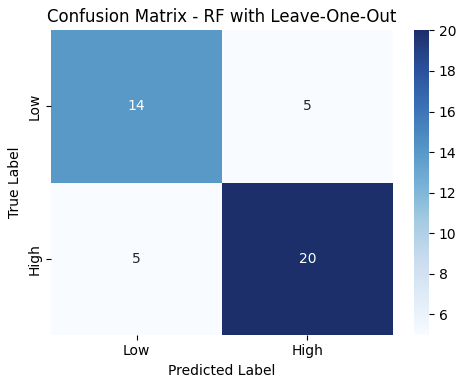 Confusion Matrix - RF with Leave-One-Out
True Label
Low
High
14
5
5
20
Low
High
Predicted Label
20
18
16
14
12
10
8
6